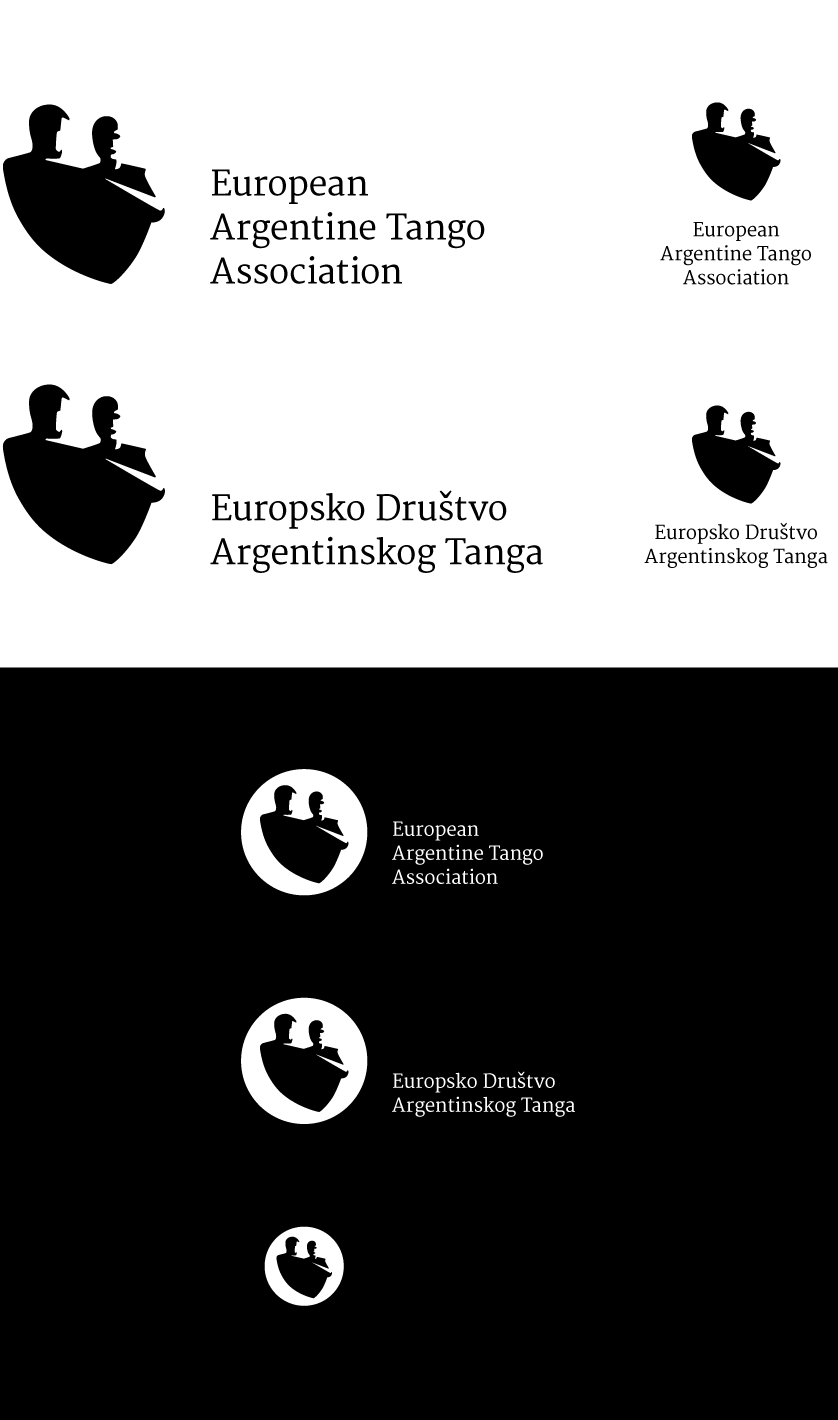 European
Argentine Tango
Association
European
Argentine Tango
Association
Europsko Društvo
Argentinskog Tanga
Europsko Društvo
Argentinskog Tanga
European
Argentine Tango
Association
Europsko Društvo
Argentinskog Tanga